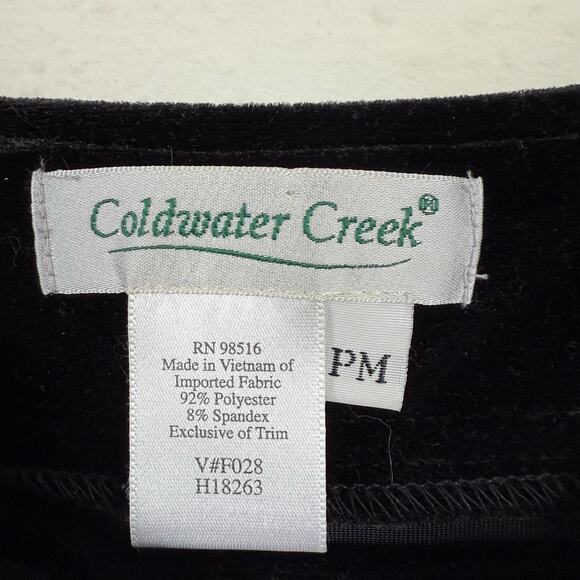 Coldwater Creek®
PM
RN 98516
Made in Vietnam of
Imported Fabric
92% Polyester
8% Spandex
Exclusive of Trim
V#F028
H18263